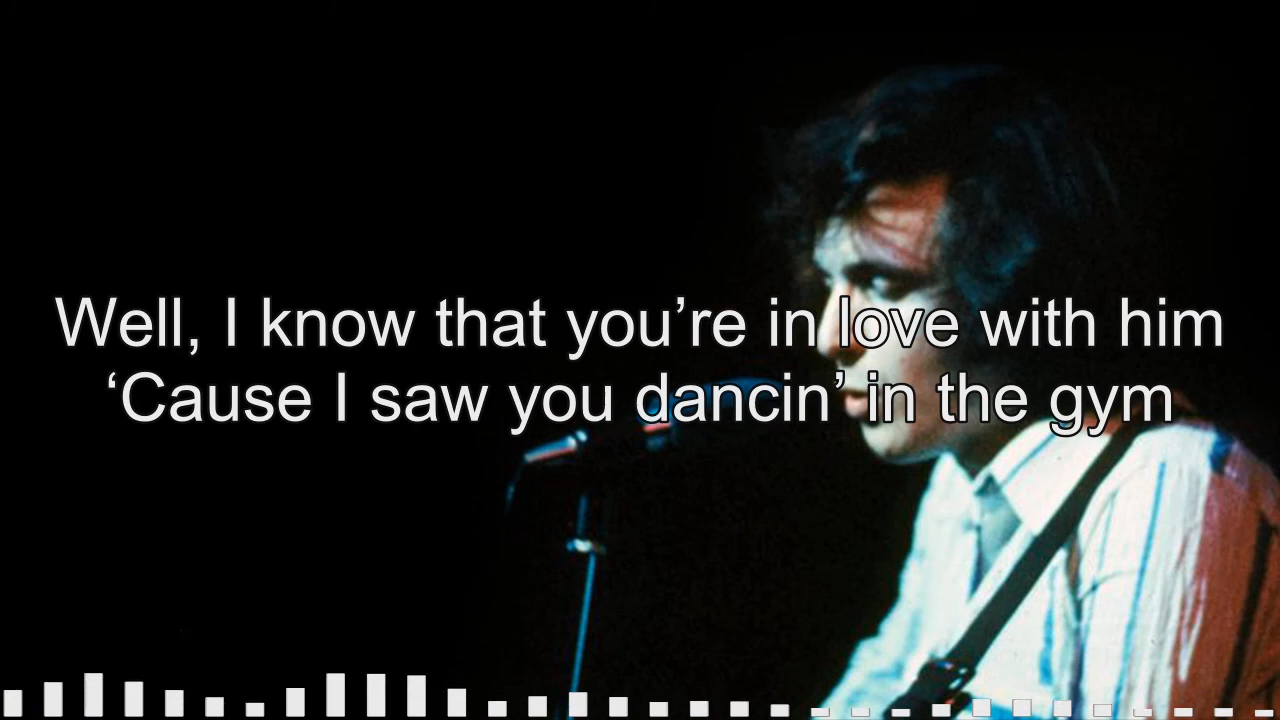 Well, I know that you’re in love with him
‘Cause I saw you dancin’ in the gym